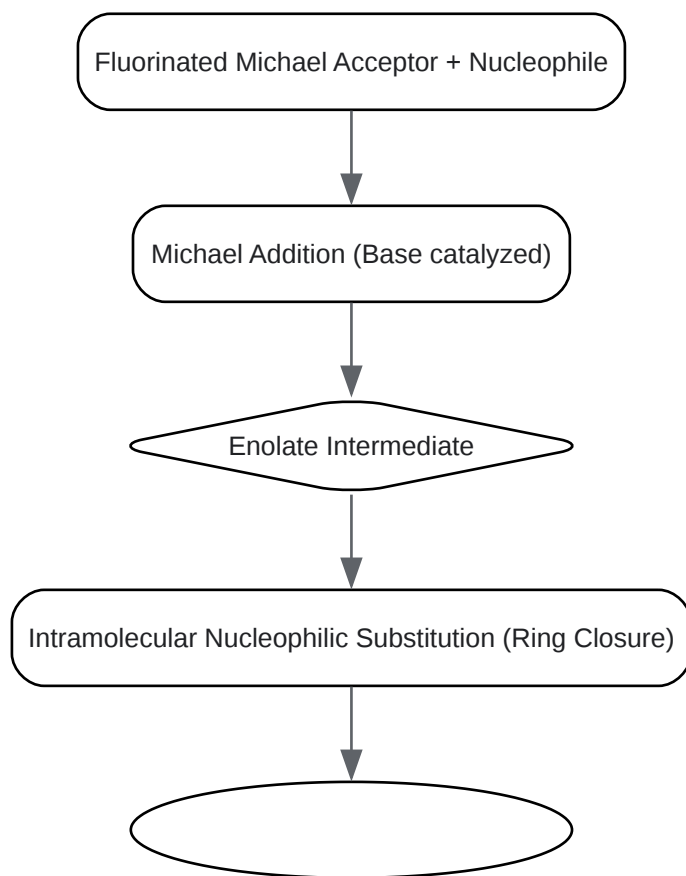 Fluorinated Michael Acceptor + Nucleophile
Michael Addition (Base catalyzed)
Enolate Intermediate
Intramolecular Nucleophilic Substitution (Ring Closure)